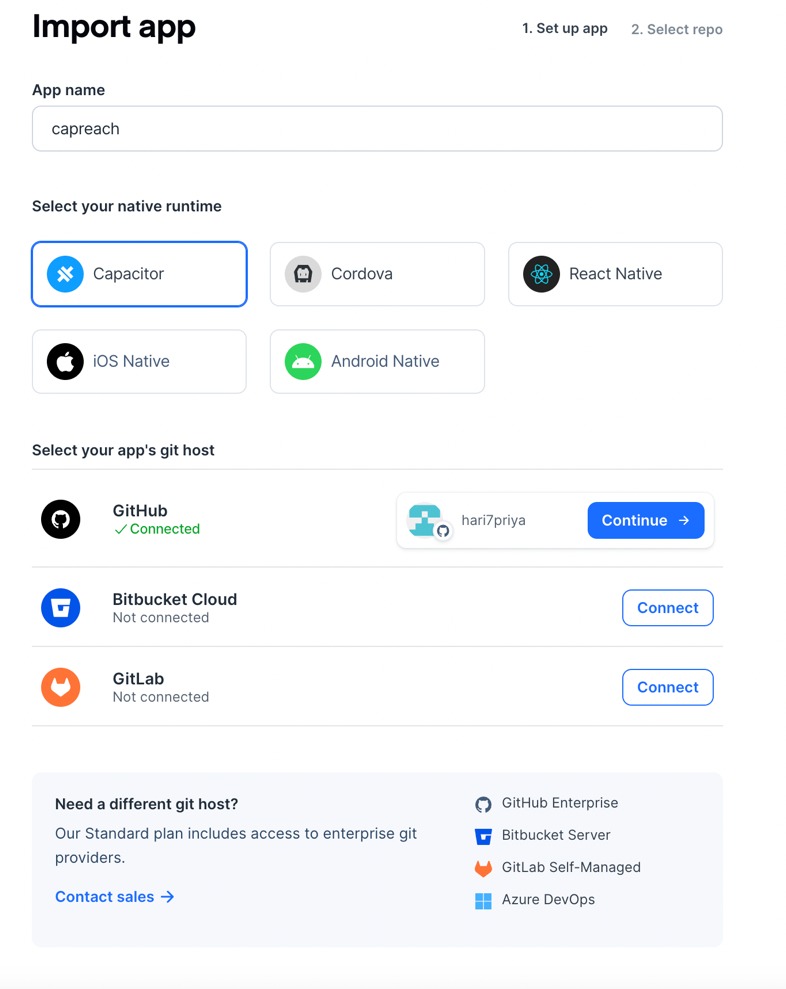 Import app
1. Set up app
2. Select repo
App name
capreach
Select your native runtime
Capacitor
Cordova
React Native
iOS Native
Android Native
Select your app's git host
GitHub
Connected
hari7priya
Continue →
Bitbucket Cloud
Not connected
Connect
GitLab
Not connected
Connect
Need a different git host?
Our Standard plan includes access to enterprise git
providers.
Contact sales →
GitHub Enterprise
Bitbucket Server
GitLab Self-Managed
Azure DevOps